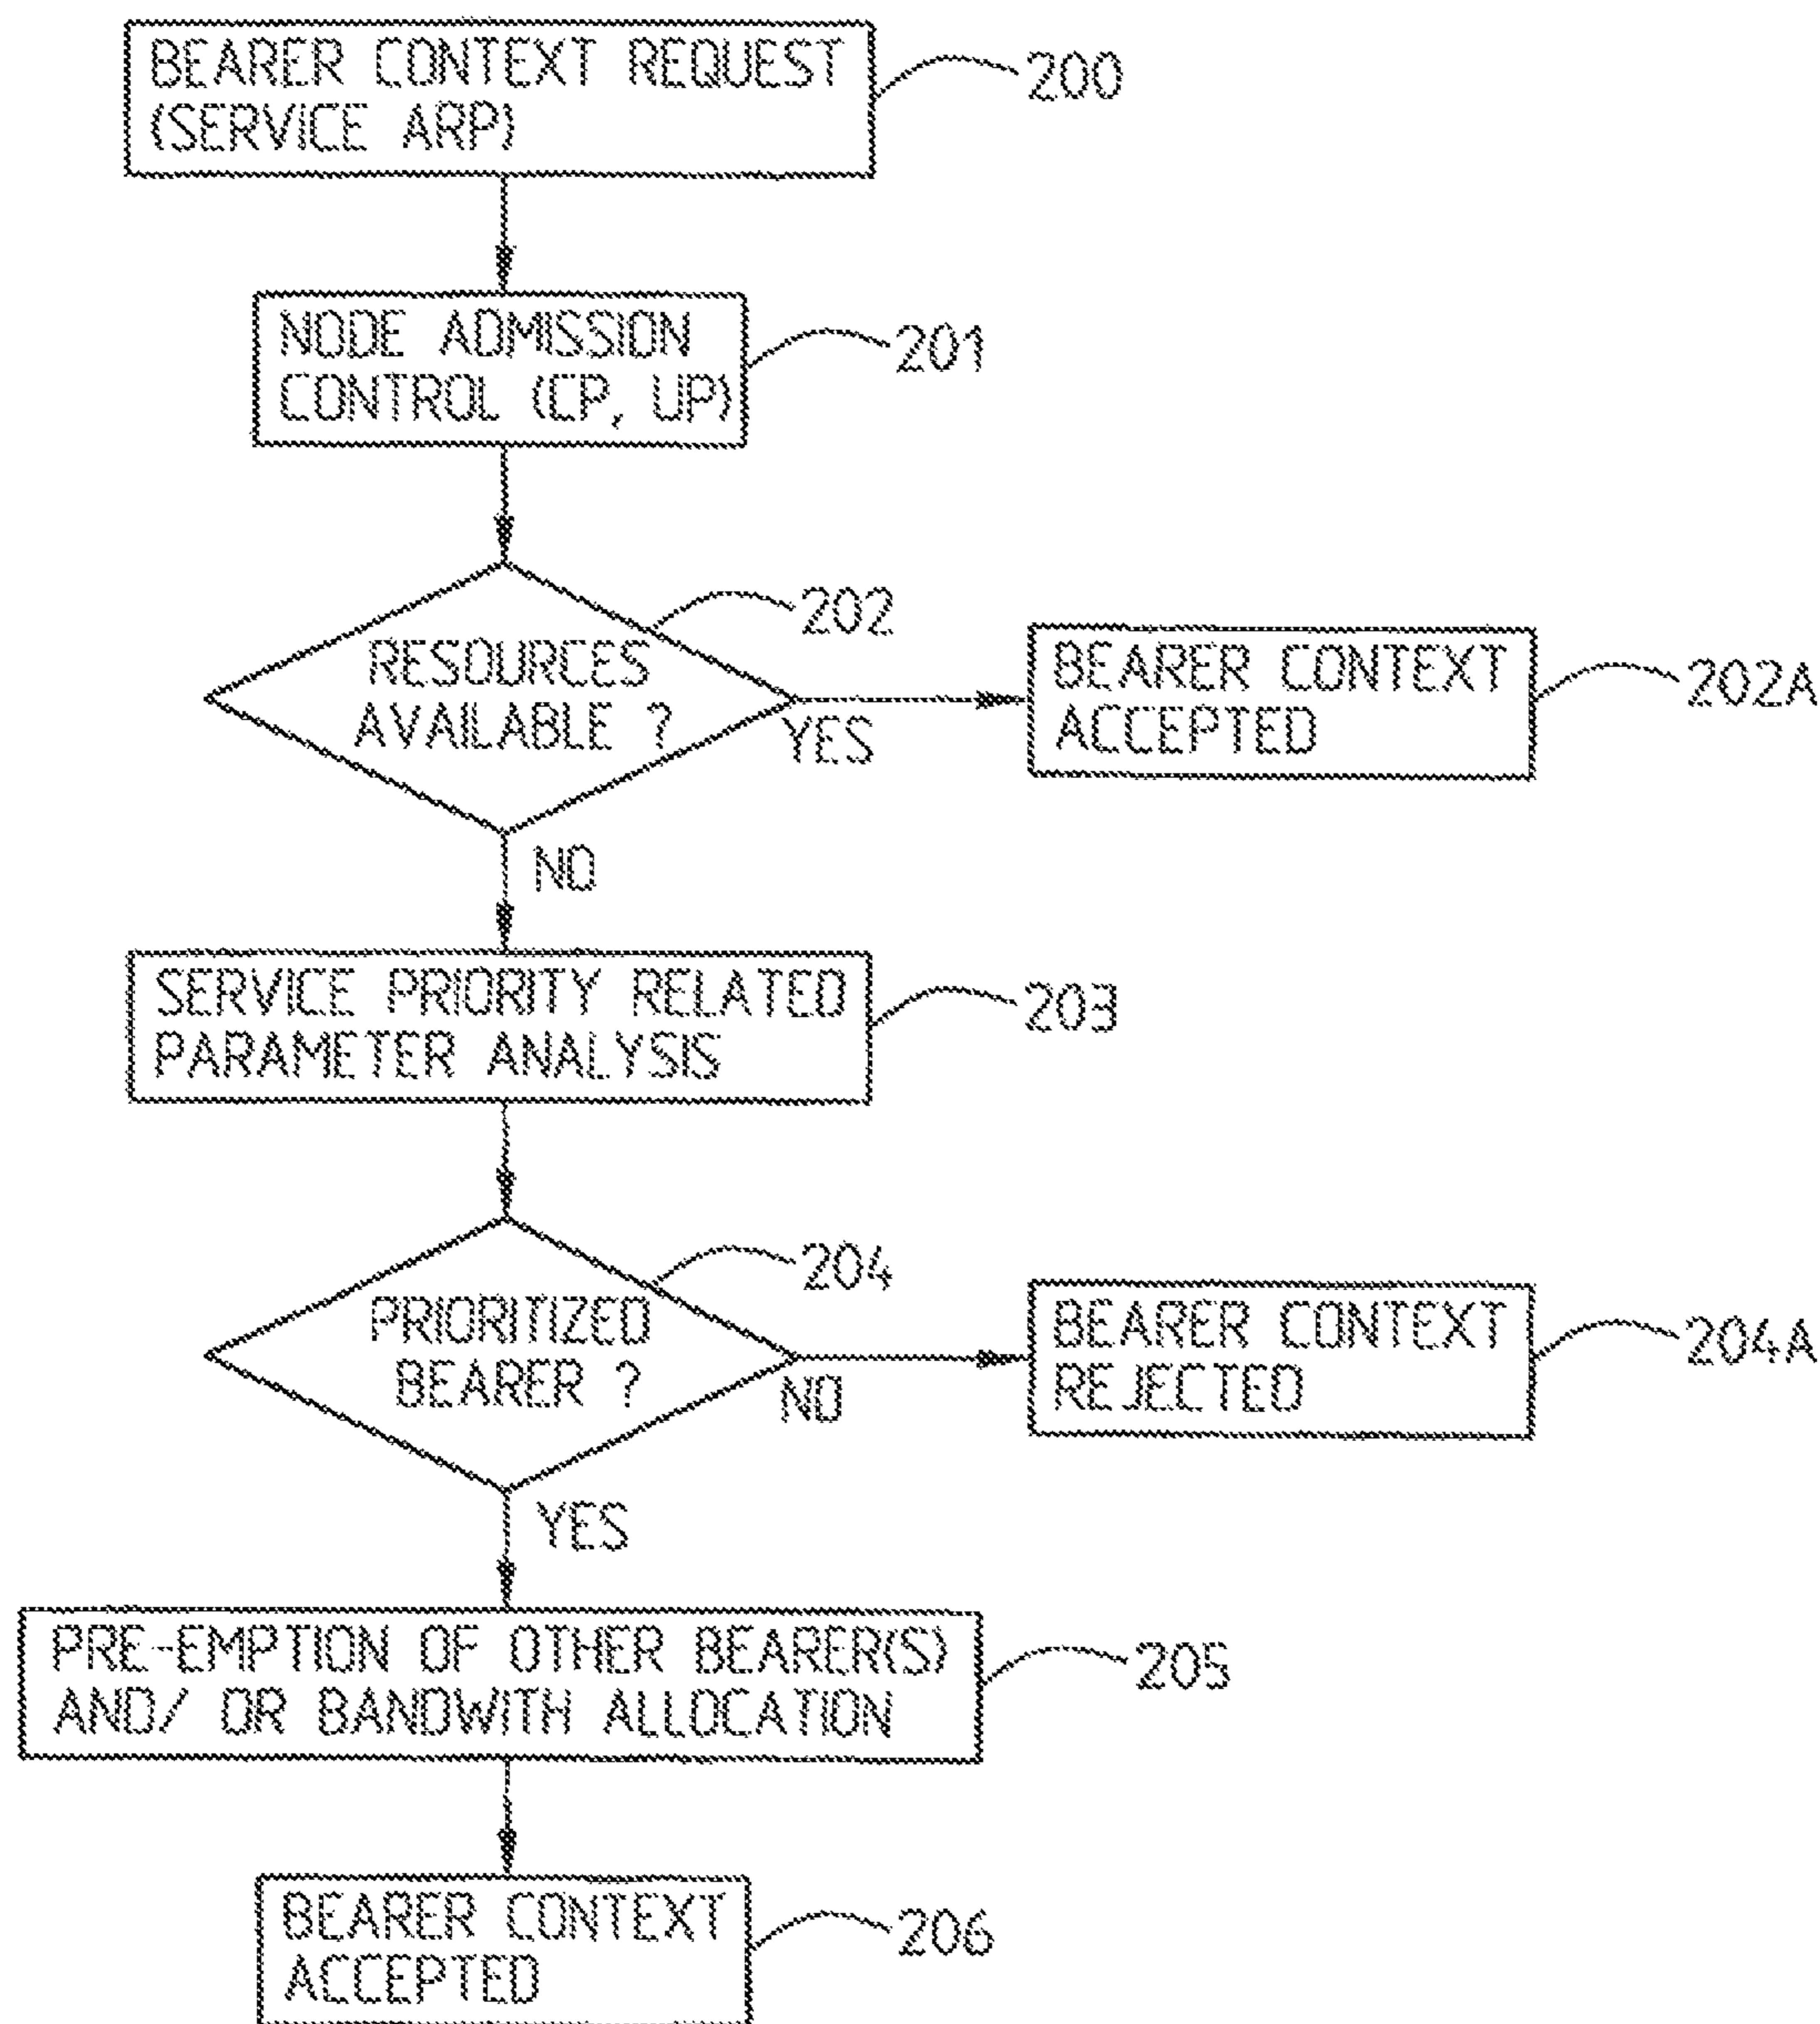 BEARER CONTEXT REQUEST
(SERVICE ARP)
200
NODE ADMISSION
CONTROL (CP, UP)
201
RESOURCES
AVAILABLE ?
202
YES
BEARER CONTEXT
ACCEPTED
202A
NO
SERVICE PRIORITY RELATED
PARAMETER ANALYSIS
203
PRIORITIZED
BEARER ?
204
NO
BEARER CONTEXT
REJECTED
204A
YES
PRE-EMPTION OF OTHER BEARER(S)
AND/ OR BANDWITH ALLOCATION
205
BEARER CONTEXT
ACCEPTED
206